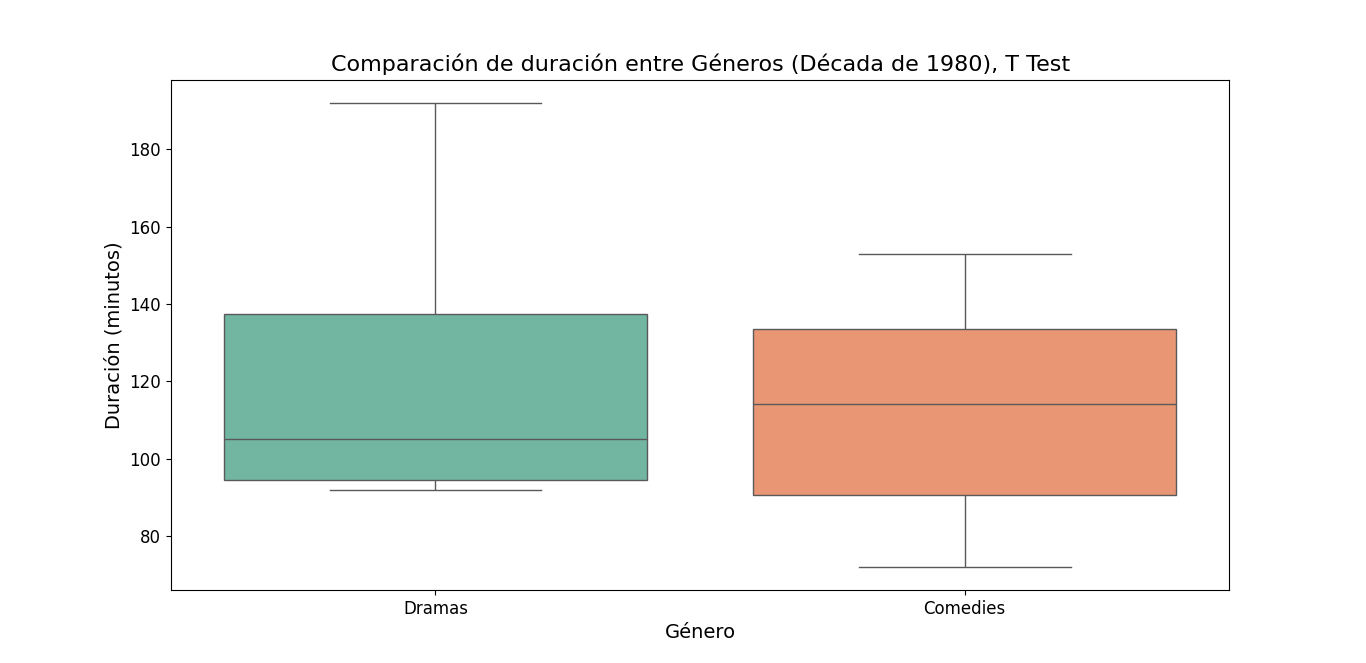 Comparación de duración entre Géneros (Década de 1980), T Test
Duración (minutos)
180
160
140
120
100
80
Dramas
Comedies
Género